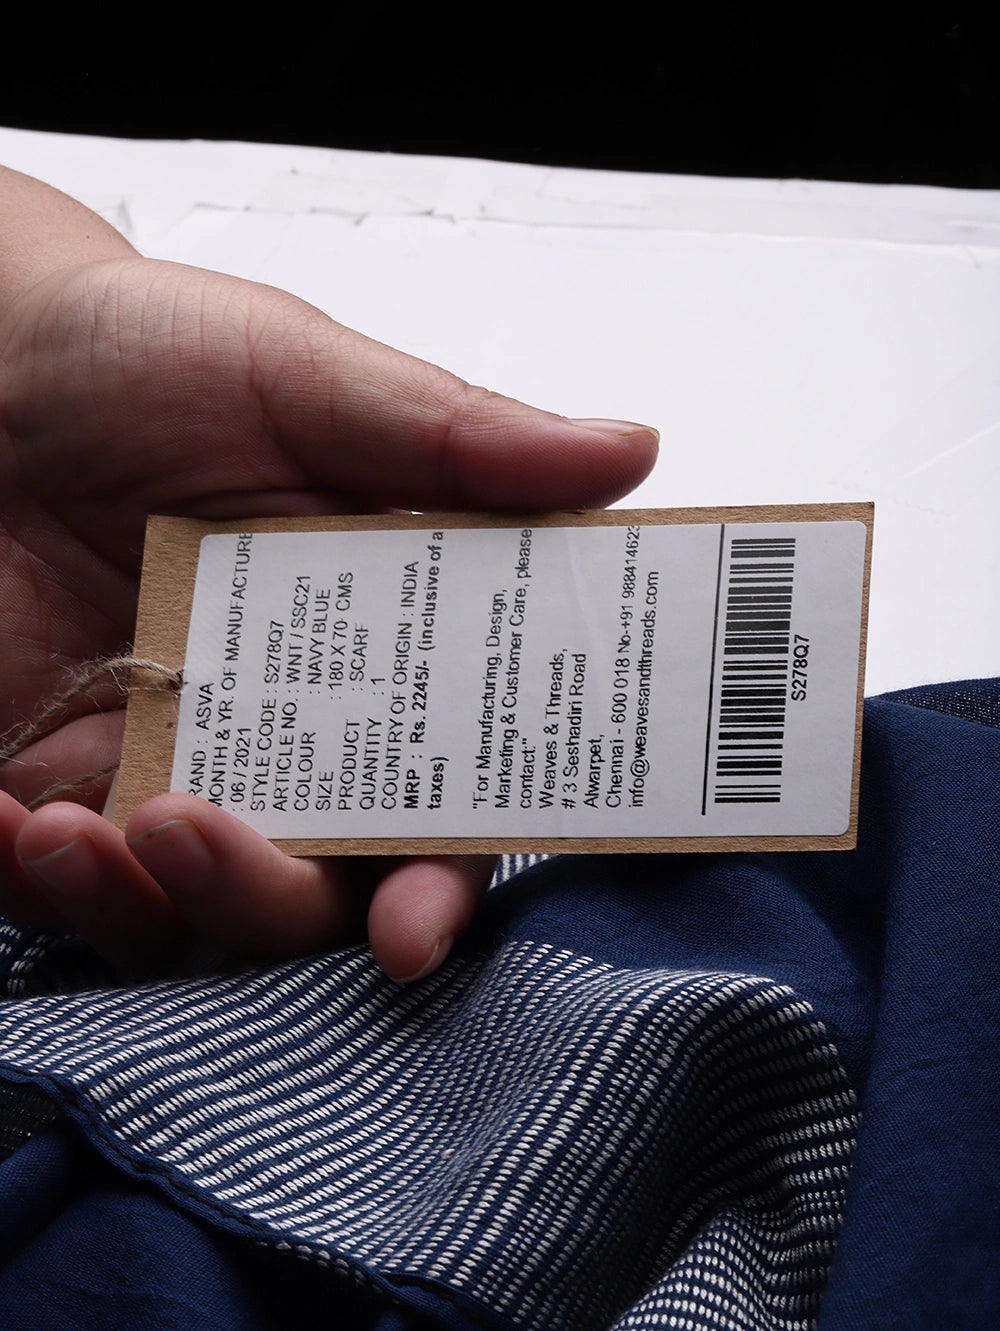 RAND : ASVA
MONTH & YR. OF MANUFACTURE
: 06 / 2021
STYLE CODE : S278Q7
ARTICLE NO. : WNT / SSC21
COLOUR : NAVY BLUE
SIZE : 180 X 70 CMS
PRODUCT : SCARF
QUANTITY : 1
COUNTRY OF ORIGIN : INDIA
MRP : Rs. 2245/- (inclusive of a
taxes)
"For Manufacturing, Design,
Marketing & Customer Care, please
contact:"
Weaves & Threads,
# 3 Seshadiri Road
Alwarpet,
Chennai - 600 018 No-+91 988414623
info@weavesandthreads.com
S278Q7